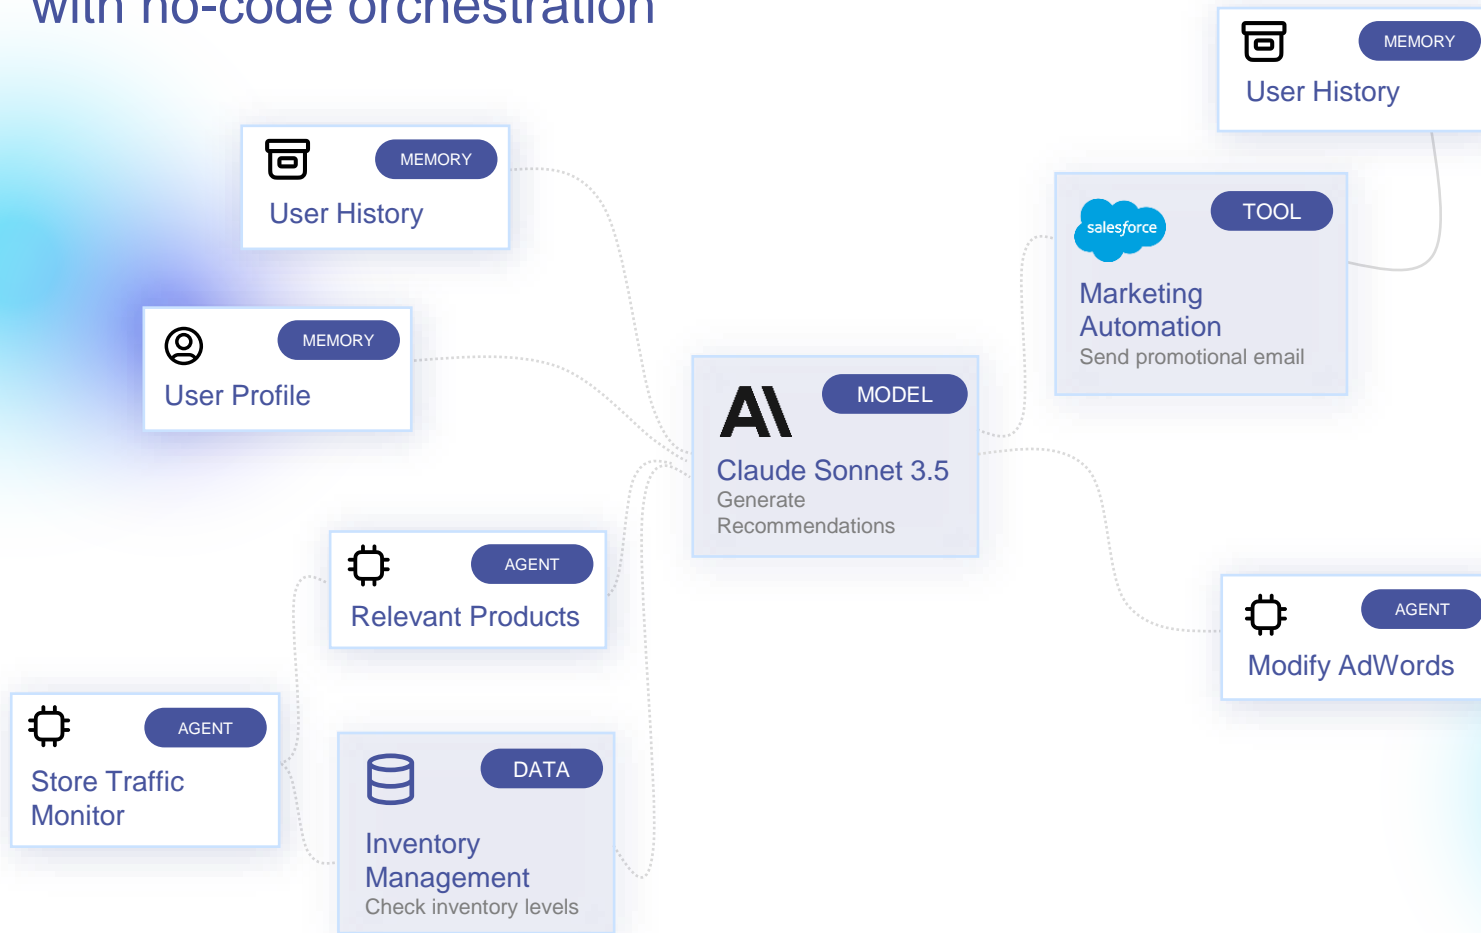 with no-code orchestration
MEMORY
User History
MEMORY
User History
salesforce
TOOL
Marketing
Automation
Send promotional email
MEMORY
User Profile
AI
MODEL
Claude Sonnet 3.5
Generate
Recommendations
AGENT
Relevant Products
AGENT
Modify AdWords
AGENT
Store Traffic
Monitor
DATA
Inventory
Management
Check inventory levels